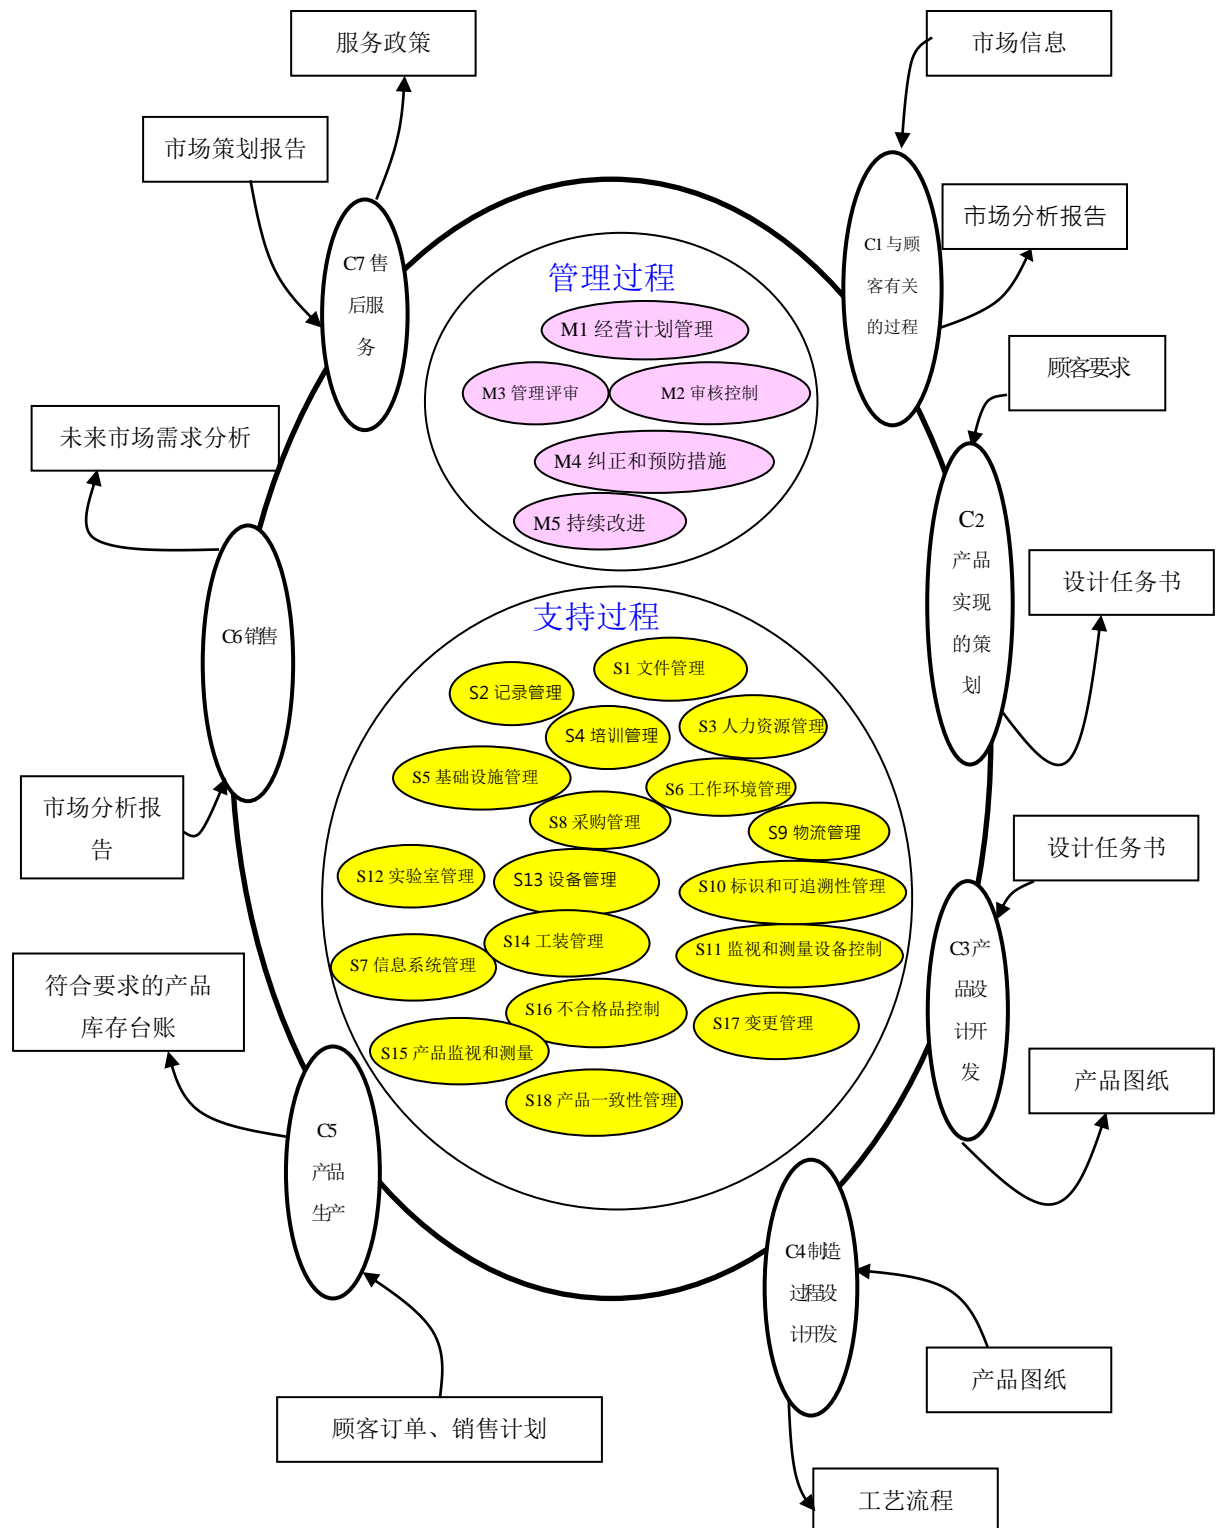 服务政策
市场信息
市场策划报告
市场分析报告
C7 售
后服
务
C1 与顾
客有关
的过程
管理过程
M1 经营计划管理
M3 管理评审
M2 审核控制
M4 纠正和预防措施
M5 持续改进
顾客要求
未来市场需求分析
C2
产品
实现
的策
划
设计任务书
C6 销售
支持过程
S1 文件管理
S2 记录管理
S3 人力资源管理
S4 培训管理
S5 基础设施管理
S6 工作环境管理
S8 采购管理
S9 物流管理
S12 实验室管理
S13 设备管理
S10 标识和可追溯性管理
S14 工装管理
S11 监视和测量设备控制
S7 信息系统管理
S16 不合格品控制
S17 变更管理
S15 产品监视和测量
S18 产品一致性管理
市场分析报
告
设计任务书
C3 产
品设
计开
发
符合要求的产品
库存台账
产品图纸
C5
产品
生产
C4 制造
过程设
计开发
产品图纸
顾客订单、销售计划
工艺流程